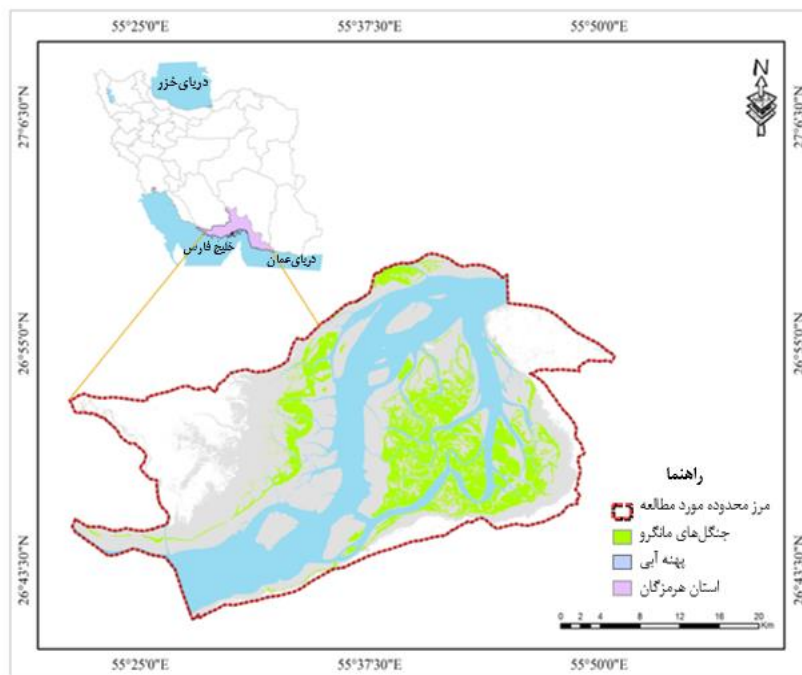 55°25'0"E 55°37'30"E 55°50'0"E
27°6'30"N 27°6'30"N
N
دریای خزر
خلیج فارس
دریای عمان
26°55'0"N 26°55'0"N
راهنما
مرز محدوده مورد مطالعه
جنگل‌های مانگرو
پهنه آبی
استان هرمزگان
26°43'30"N 26°43'30"N
0 2 4 8 12 16 20
Km
55°25'0"E 55°37'30"E 55°50'0"E